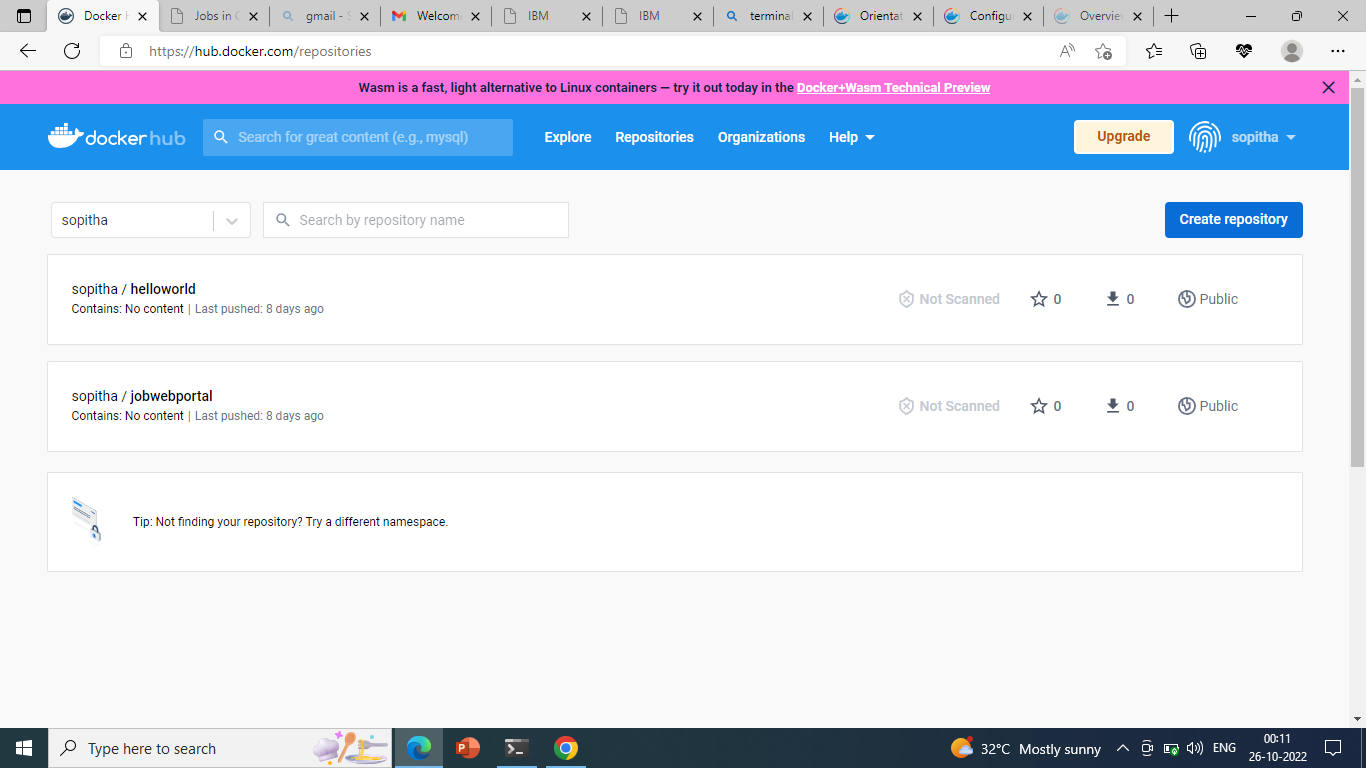 Docker H
Jobs in C
gmail - S
Welcome
IBM
IBM
terminal
Orientat
Configu
Overvie
https://hub.docker.com/repositories
Wasm is a fast, light alternative to Linux containers — try it out today in the Docker+Wasm Technical Preview
docker hub
Search for great content (e.g., mysql)
Explore
Repositories
Organizations
Help
Upgrade
sopitha
sopitha
Search by repository name
Create repository
sopitha / helloworld
Contains: No content | Last pushed: 8 days ago
Not Scanned
0
0
Public
sopitha / jobwebportal
Contains: No content | Last pushed: 8 days ago
Not Scanned
0
0
Public
Tip: Not finding your repository? Try a different namespace.
Type here to search
32°C Mostly sunny
ENG
00:11
26-10-2022